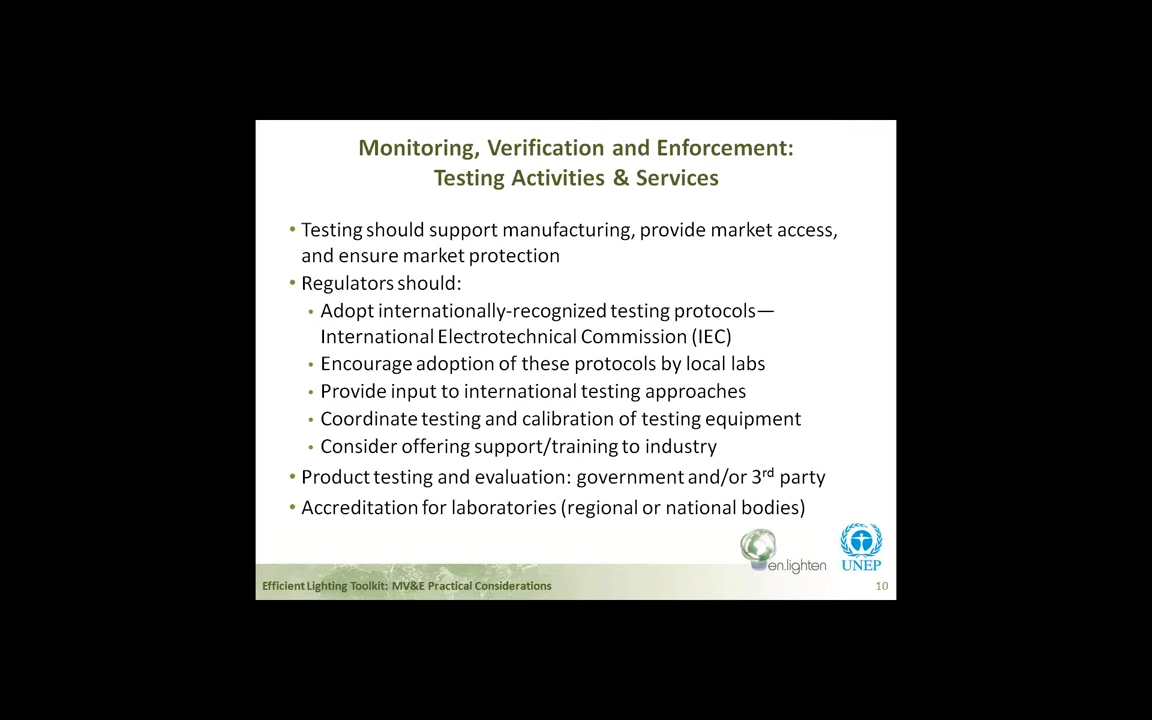 Monitoring, Verification and Enforcement:
Testing Activities & Services
• Testing should support manufacturing, provide market access,
and ensure market protection
• Regulators should:
• Adopt internationally-recognized testing protocols—
International Electrotechnical Commission (IEC)
• Encourage adoption of these protocols by local labs
• Provide input to international testing approaches
• Coordinate testing and calibration of testing equipment
• Consider offering support/training to industry
• Product testing and evaluation: government and/or 3rd party
• Accreditation for laboratories (regional or national bodies)
en.lighten
UNEP
Efficient Lighting Toolkit: MV&E Practical Considerations
10